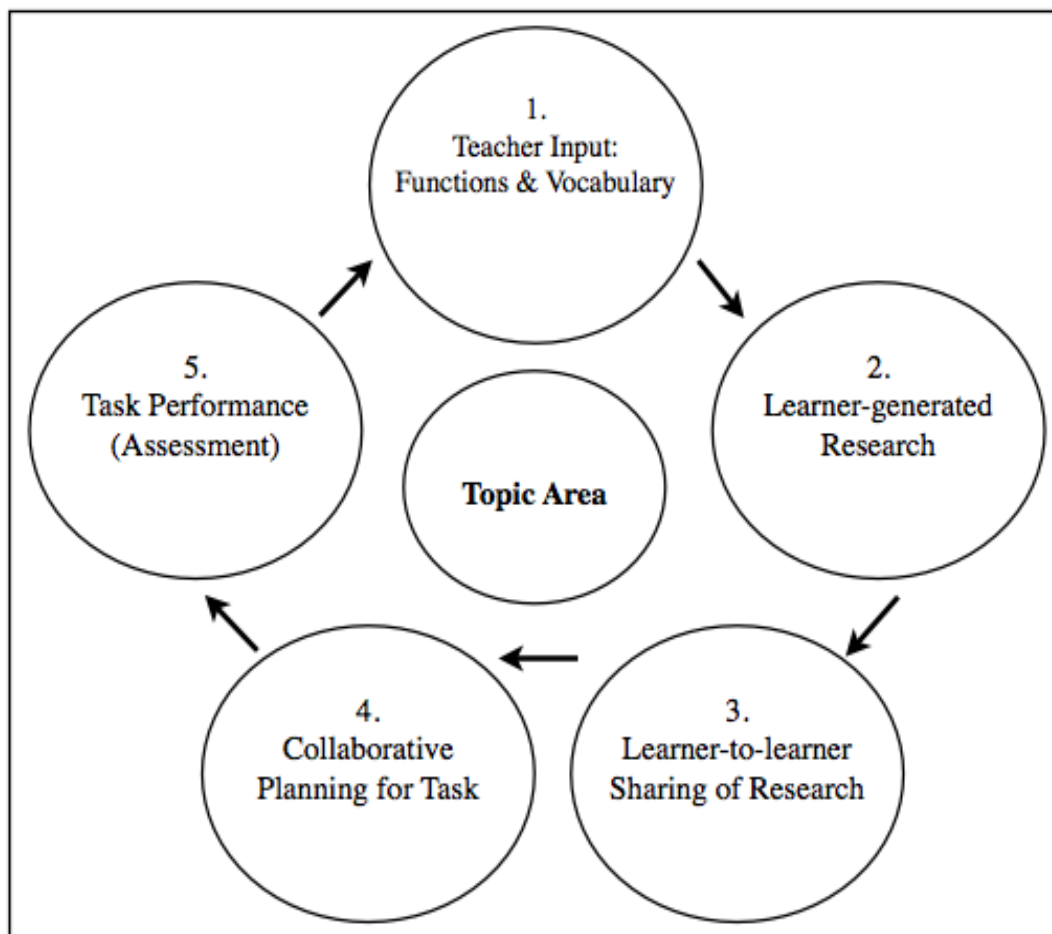 1.
Teacher Input:
Functions & Vocabulary
2.
Learner-generated
Research
3.
Learner-to-learner
Sharing of Research
4.
Collaborative
Planning for Task
5.
Task Performance
(Assessment)
Topic Area